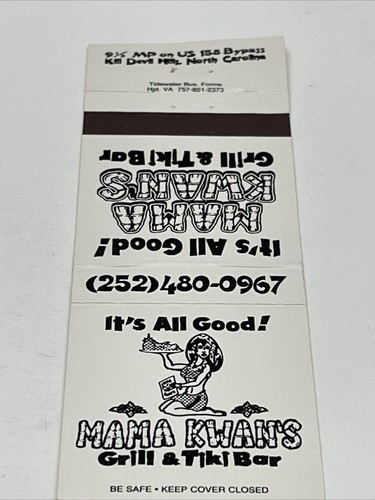 9½ MP on US 158 Bypass
Kill Devil Hills, North Carolina
Tidewater Bus. Forms
Hpt. VA 757-851-2373
Grill & Tiki Bar
KWAN'S
MAMA
It's All Good!
(252)480-0967
It's All Good!
MAMA KWAN'S
Grill & Tiki Bar
BE SAFE • KEEP COVER CLOSED